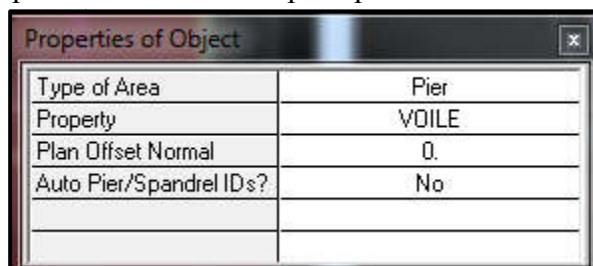 Properties of Object
x
Type of Area Pier
Property VOILE
Plan Offset Normal 0.
Auto Pier/Spandrel IDs? No